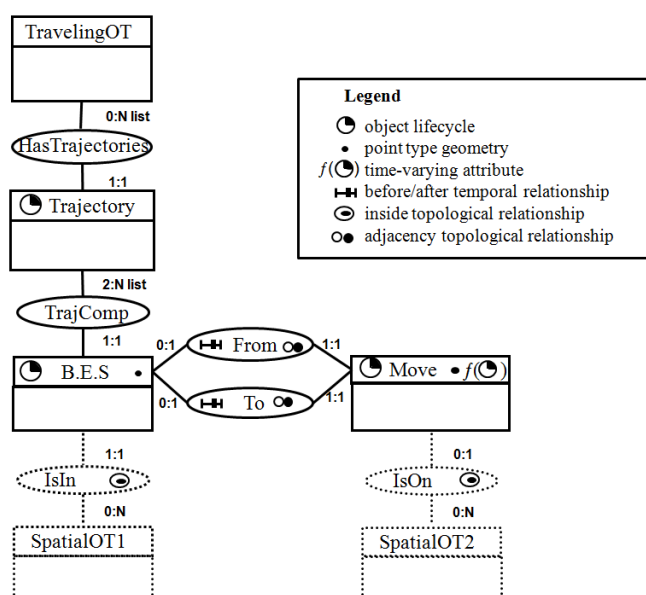 TravelingOT
0:N list
HasTrajectories
1:1
Trajectory
2:N list
TrajComp
1:1
B.E.S
0:1
From
1:1
0:1
To
1:1
Move f( )
1:1
IsIn
0:N
SpatialOT1
0:1
IsOn
0:N
SpatialOT2
Legend
object lifecycle
point type geometry
f( ) time-varying attribute
before/after temporal relationship
inside topological relationship
adjacency topological relationship